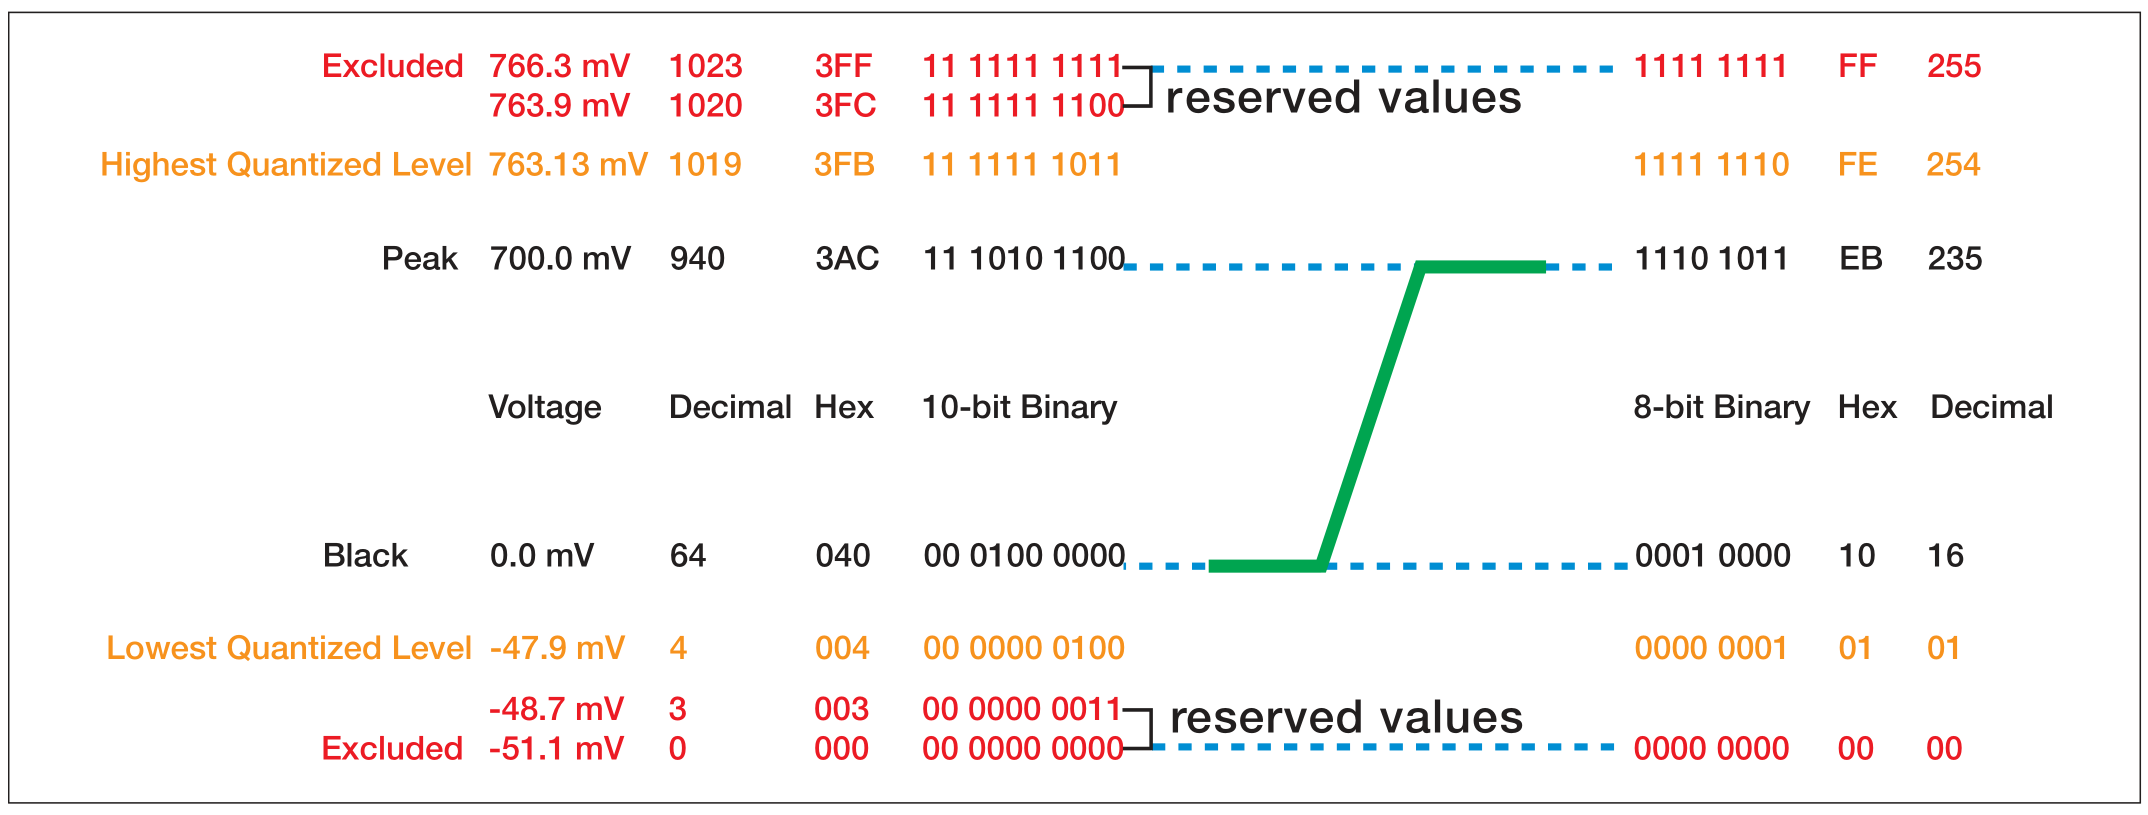 Excluded 766.3 mV 1023 3FF 11 1111 1111 1111 1111 FF 255
763.9 mV 1020 3FC 11 1111 1100 reserved values
Highest Quantized Level 763.13 mV 1019 3FB 11 1111 1011 1111 1110 FE 254
Peak 700.0 mV 940 3AC 11 1010 1100 1110 1011 EB 235
Voltage Decimal Hex 10-bit Binary 8-bit Binary Hex Decimal
Black 0.0 mV 64 040 00 0100 0000 0001 0000 10 16
Lowest Quantized Level -47.9 mV 4 004 00 0000 0100 0000 0001 01 01
-48.7 mV 3 003 00 0000 0011 reserved values
Excluded -51.1 mV 0 000 00 0000 0000 0000 0000 00 00